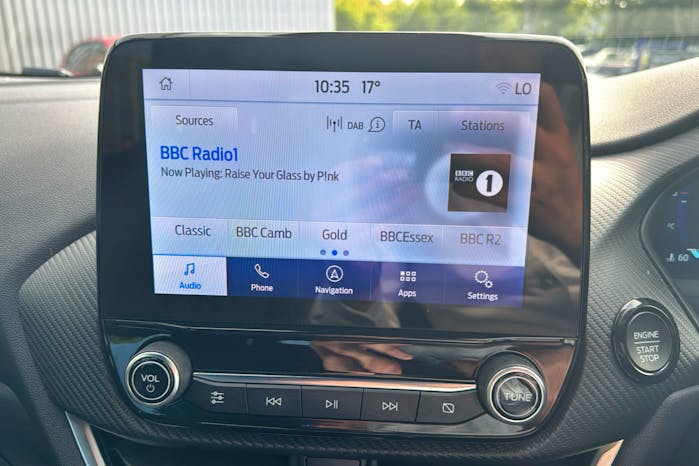 10:35 17°
LO
Sources
DAB
TA
Stations
BBC Radio1
Now Playing: Raise Your Glass by P!nk
BBC
RADIO
1
Classic
BBC Camb
Gold
BBCEssex
BBC R2
Audio
Phone
Navigation
Apps
Settings
VOL
TUNE
ENGINE
START
STOP
°C
60